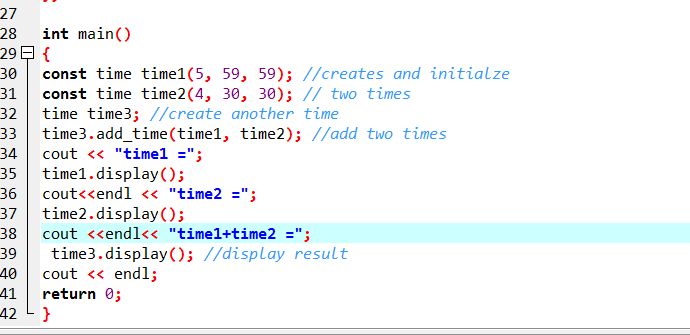 27
28 int main()
29 {
30 const time time1(5, 59, 59); //creates and initialze
31 const time time2(4, 30, 30); // two times
32 time time3; //create another time
33 time3.add_time(time1, time2); //add two times
34 cout << "time1 =";
35 time1.display();
36 cout<<endl << "time2 =";
37 time2.display();
38 cout <<endl<< "time1+time2 =";
39  time3.display(); //display result
40 cout << endl;
41 return 0;
42 }